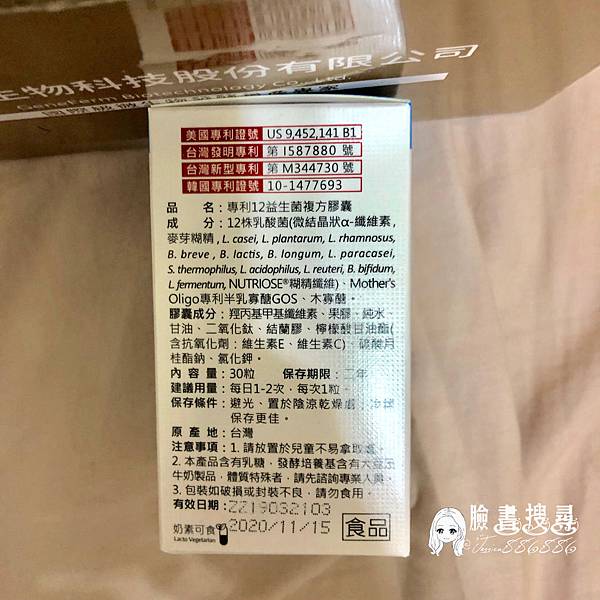 生物科技股份有限公司
GeneFerm Biotechnology Co., Ltd.
美國專利證號 US 9,452,141 B1
台灣發明專利 第 I587880 號
台灣新型專利 第 M344730 號
韓國專利證號 10-1477693
品　名：專利12益生菌複方膠囊
成　分：12株乳酸菌(微結晶狀α-纖維素,
麥芽糊精, L. casei, L. plantarum, L. rhamnosus,
B. breve, B. lactis, B. longum, L. paracasei,
S. thermophilus, L. acidophilus, L. reuteri, B. bifidum,
L. fermentum, NUTRIOSE®糊精纖維)、Mother's
Oligo專利半乳寡醣GOS、木寡醣。
膠囊成分：羥丙基甲基纖維素、果膠、純水、
甘油、二氧化鈦、結蘭膠、檸檬酸甘油酯(
含抗氧化劑：維生素E、維生素C)、硫酸月
桂酯鈉、氯化鉀。
內 容 量：30粒　保存期限：二年
建議用量：每日1-2次，每次1粒。
保存條件：避光、置於陰涼乾燥處；冷藏
保存更佳。
原 產 地：台灣
注意事項：1. 請放置於兒童不易拿取處。
2. 本產品含有乳糖，發酵培養基含有大豆及
牛奶製品，體質特殊者，請先諮詢專業人員。
3. 包裝如破損或封裝不良，請勿食用。
有效日期：ZZ19032103
2020/11/15
奶素可食
Lacto Vegetarian
食品
臉書搜尋
@Jessica886886